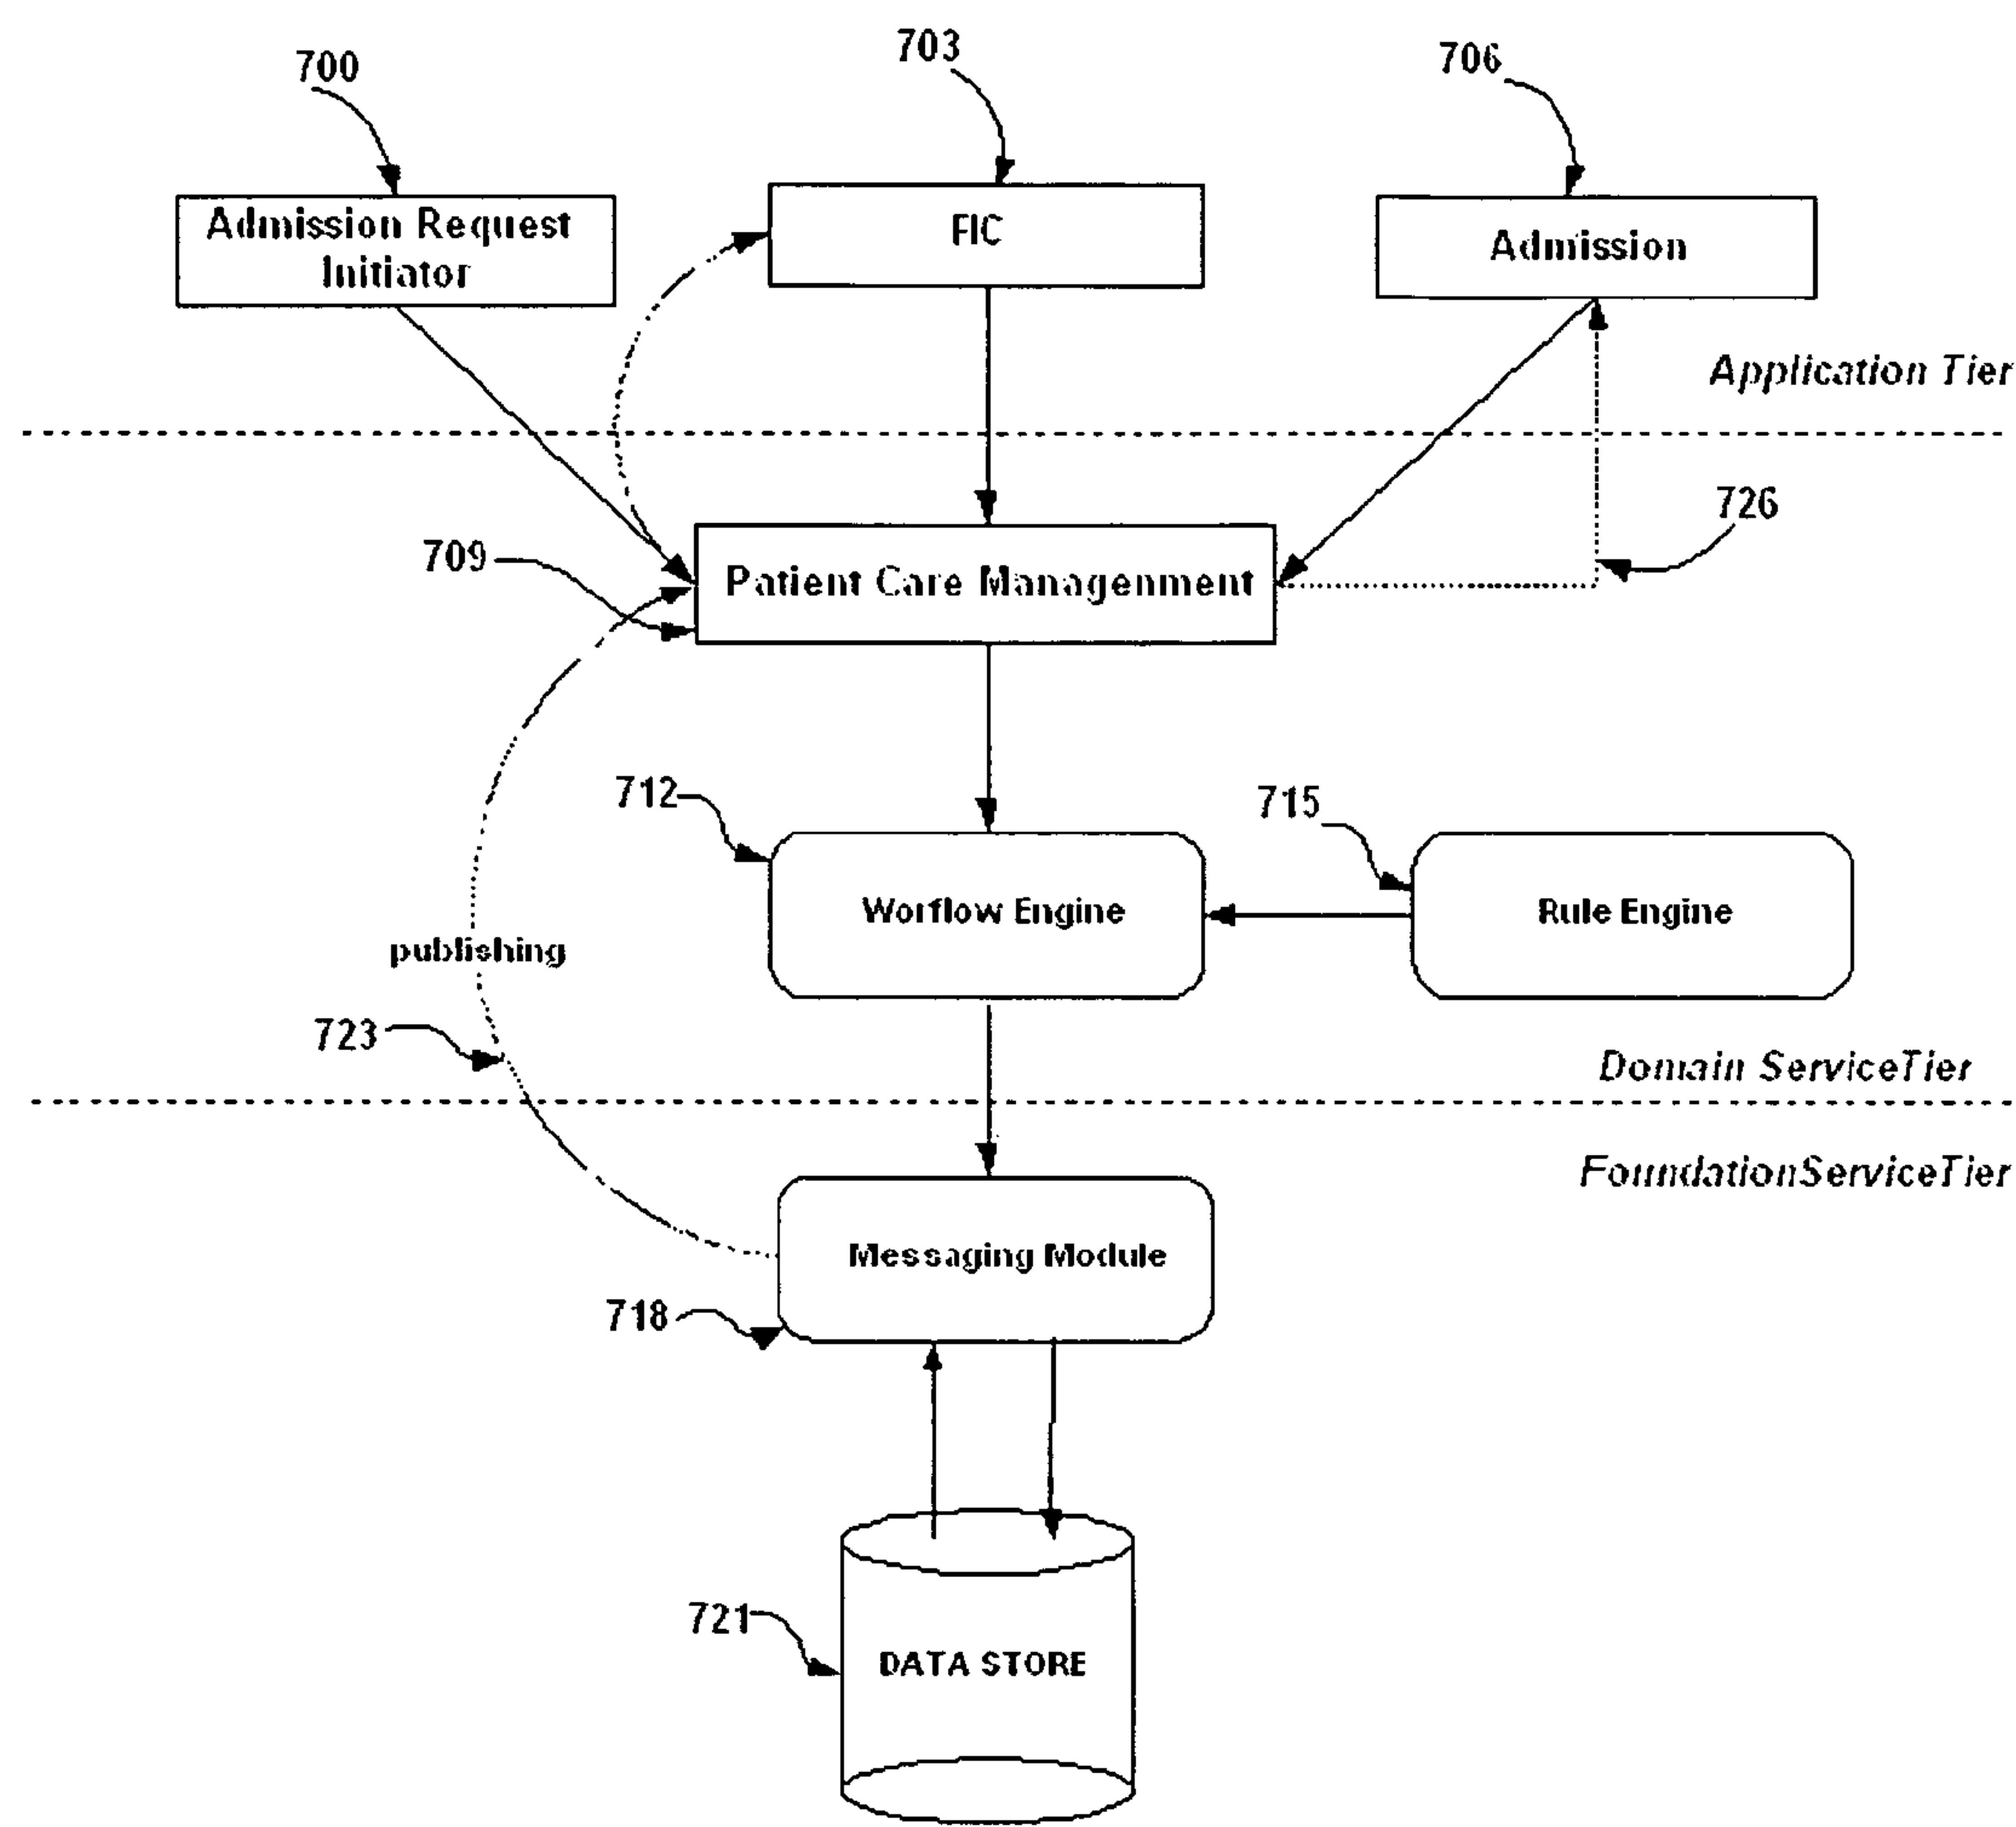 700
703
706
Admission Request
Initiator
FIC
Admission
Application Tier
726
709
Patient Care Managenment
712
715
Worflow Engine
Rule Engine
publishing
723
Domain ServiceTier
FoundationServiceTier
Messaging Module
718
721
DATA STORE